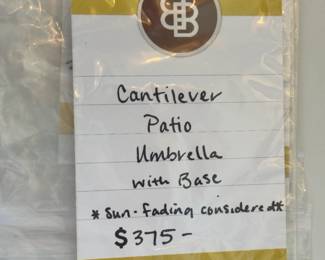 Cantilever
Patio
Umbrella
with Base
*Sun-fading considered*
$375-